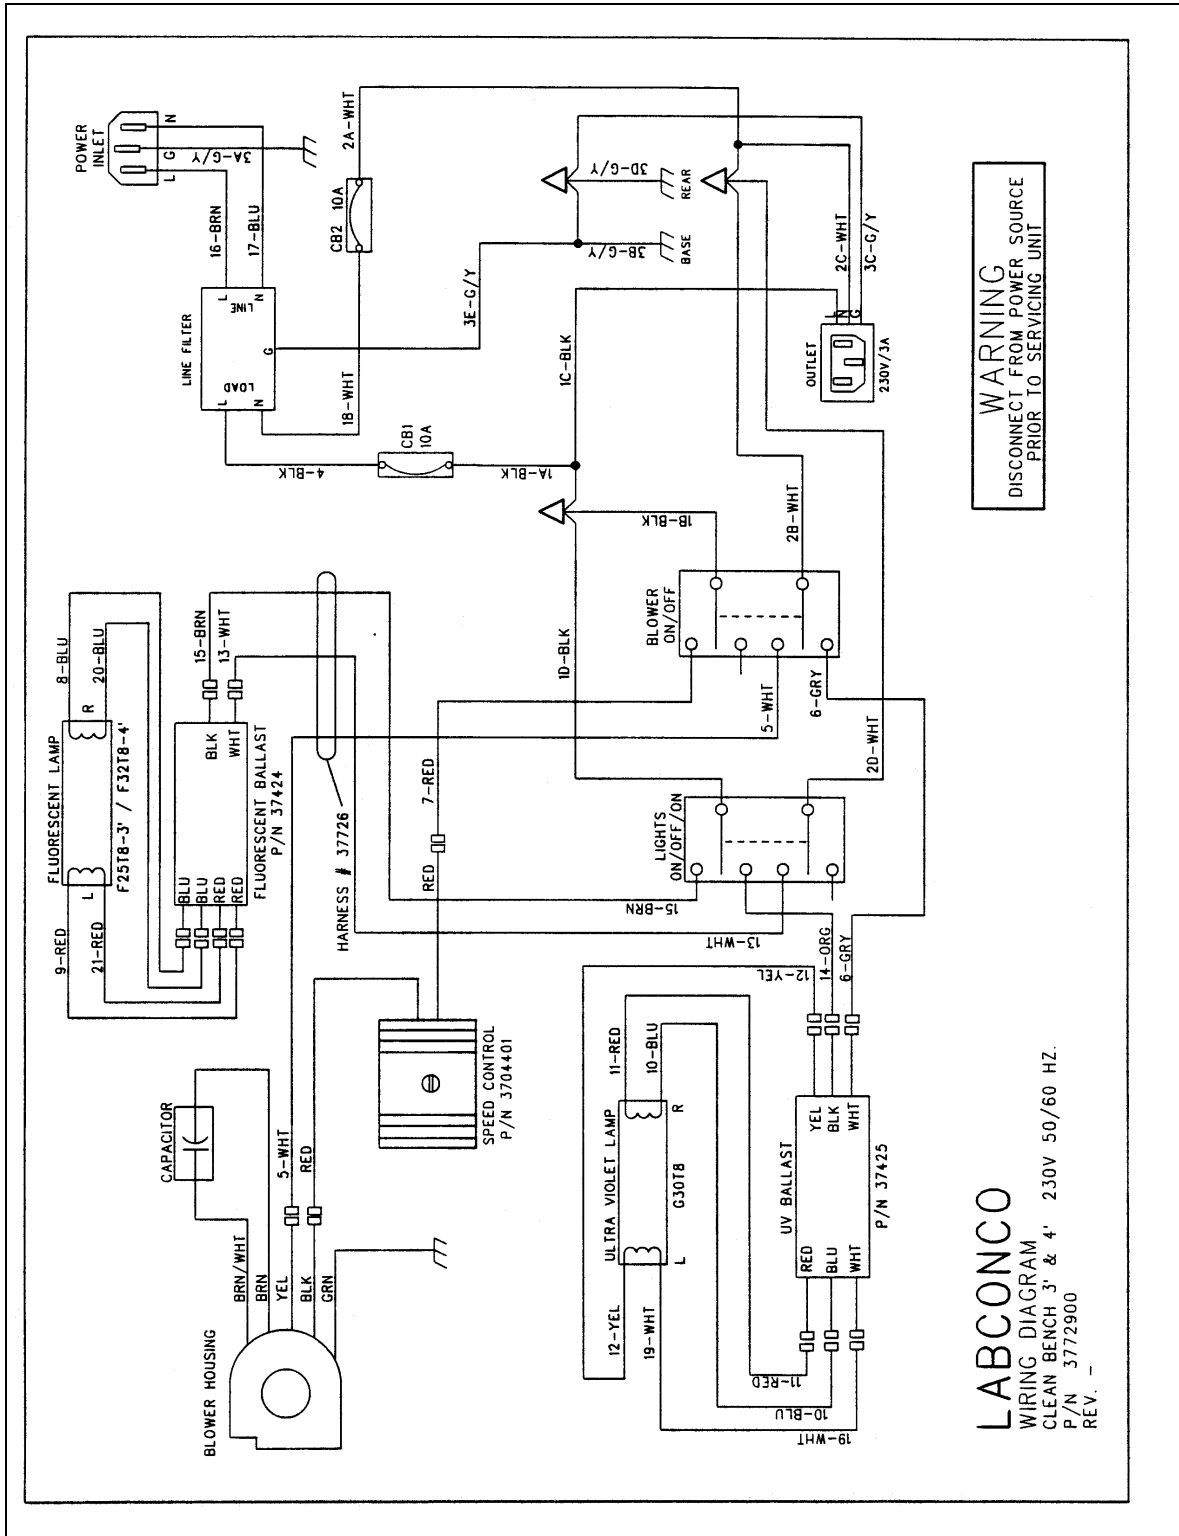 POWER
INLET
L
G
N
3A-G/Y
16-BRN
17-BLU
LINE FILTER
L
N
LINE
G
LOAD
L
N
18-WHT
CB2 10A
2A-WHT
4-BLK
CB1
10A
1A-BLK
3E-G/Y
3B-G/Y
BASE
3D-G/Y
REAR
1C-BLK
2C-WHT
3C-G/Y
L
N
G
OUTLET
230V/3A
1B-BLK
2B-WHT
1D-BLK
BLOWER
ON/OFF
5-WHT
6-GRY
2D-WHT
LIGHTS
ON/OFF/ON
15-BRN
13-WHT
14-ORG
6-GRY
12-YEL
8-BLU
20-BLU
R
FLUORESCENT LAMP
F25T8-3' / F32T8-4'
L
9-RED
21-RED
15-BRN
13-WHT
BLK
WHT
FLUORESCENT BALLAST
P/N 37424
BLU
BLU
RED
RED
HARNESS # 37726
7-RED
RED
SPEED CONTROL
P/N 3704401
CAPACITOR
5-WHT
RED
BRN/WHT
BRN
YEL
BLK
GRN
BLOWER HOUSING
11-RED
10-BLU
ULTRA VIOLET LAMP
G30T8
R
L
12-YEL
19-WHT
UV BALLAST
P/N 37425
YEL
BLK
WHT
RED
BLU
WHT
11-RED
10-BLU
19-WHT
WARNING
DISCONNECT FROM POWER SOURCE
PRIOR TO SERVICING UNIT
LABCONCO
WIRING DIAGRAM
CLEAN BENCH 3' & 4' 230V 50/60 HZ.
P/N 3772900
REV. -